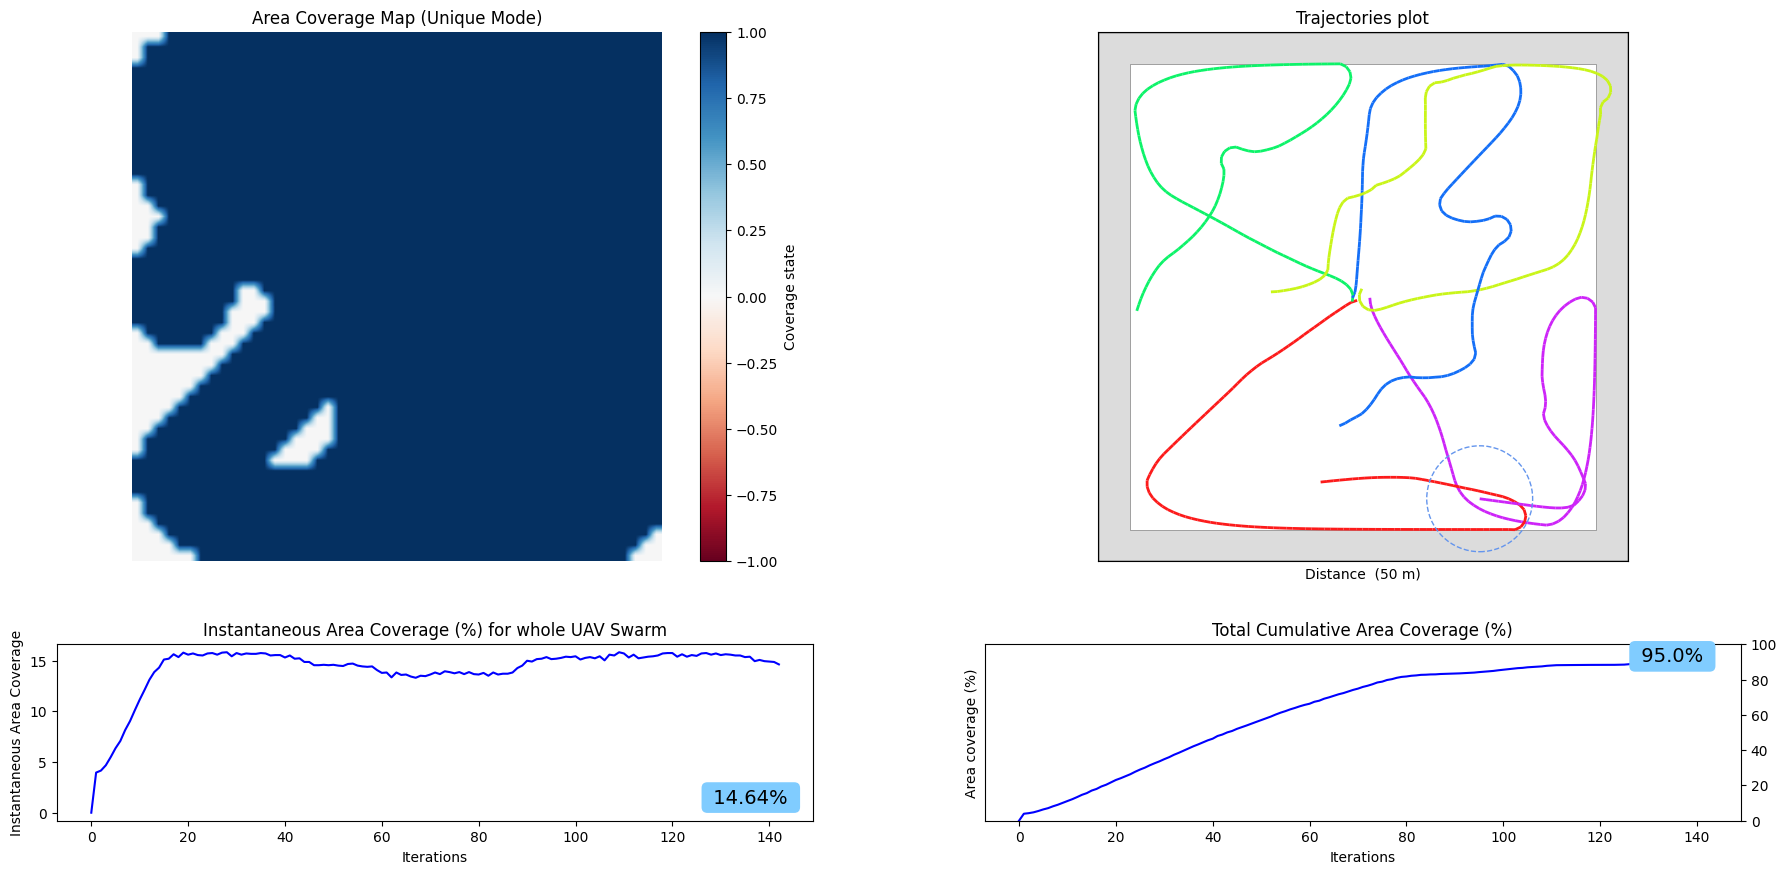 Area Coverage Map (Unique Mode)
1.00
0.75
0.50
0.25
0.00
−0.25
−0.50
−0.75
−1.00
Coverage state
Trajectories plot
Distance  (50 m)
Instantaneous Area Coverage (%) for whole UAV Swarm
Instantaneous Area Coverage
15
10
5
0
14.64%
0 20 40 60 80 100 120 140
Iterations
Total Cumulative Area Coverage (%)
Area coverage (%)
95.0%
100
80
60
40
20
0
0 20 40 60 80 100 120 140
Iterations